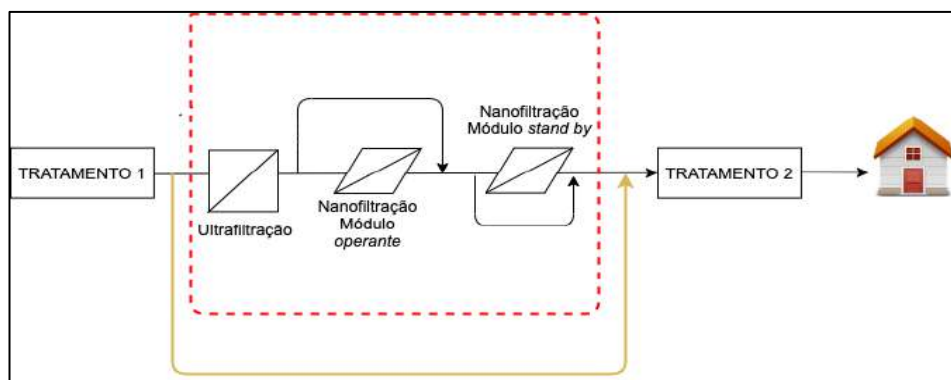 Nanofiltração
Módulo stand by
TRATAMENTO 1
TRATAMENTO 2
Ultrafiltração
Nanofiltração
Módulo
operante